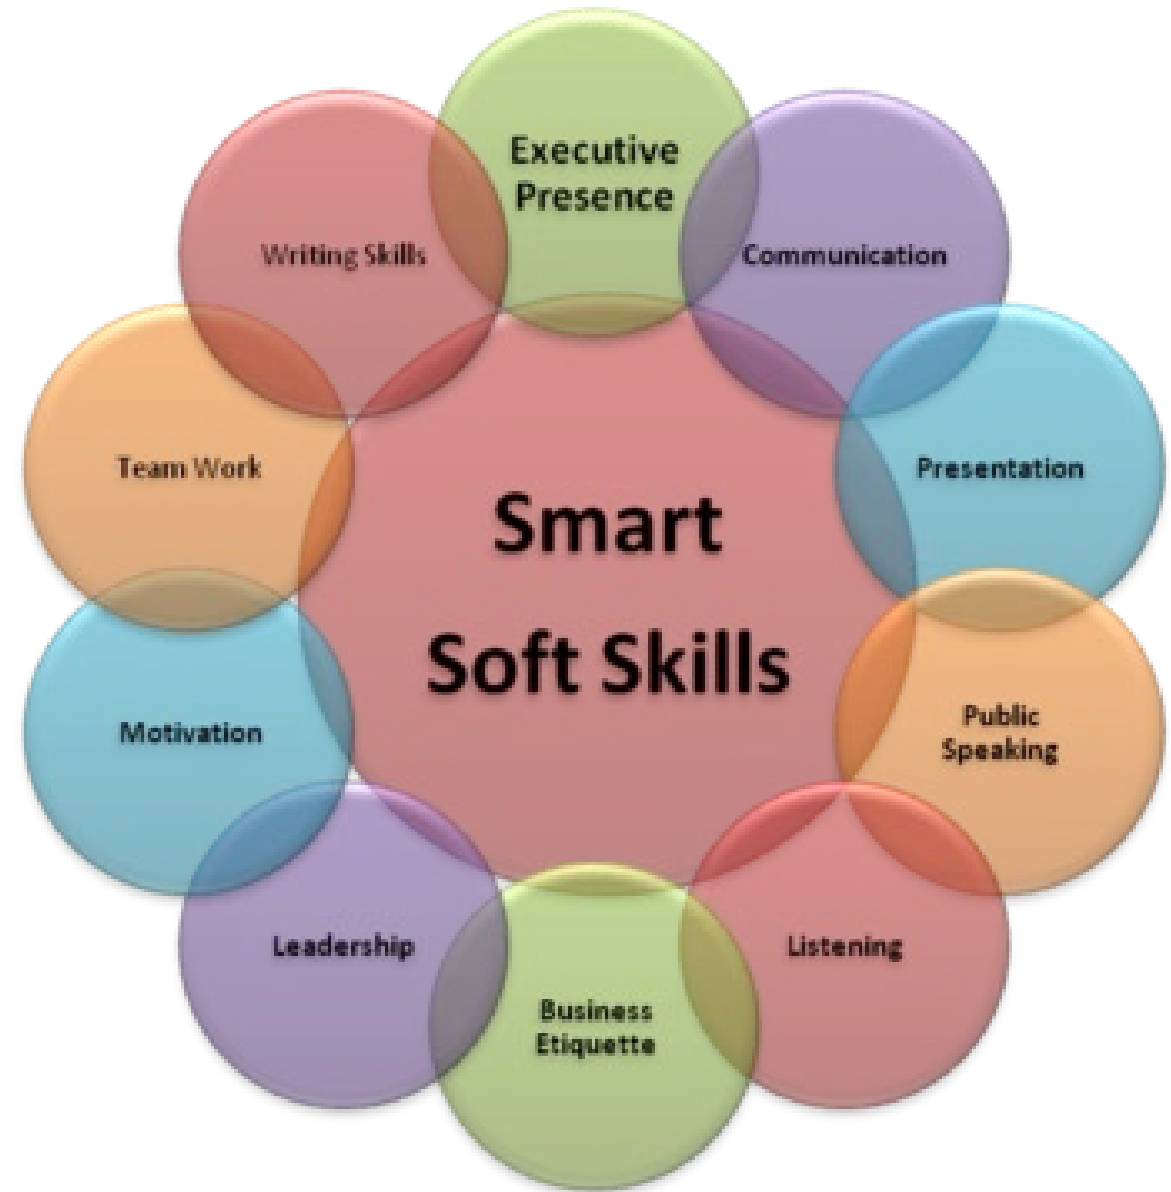 Executive
Presence
Communication
Presentation
Public
Speaking
Listening
Business
Etiquette
Leadership
Motivation
Team Work
Writing Skills
Smart
Soft Skills